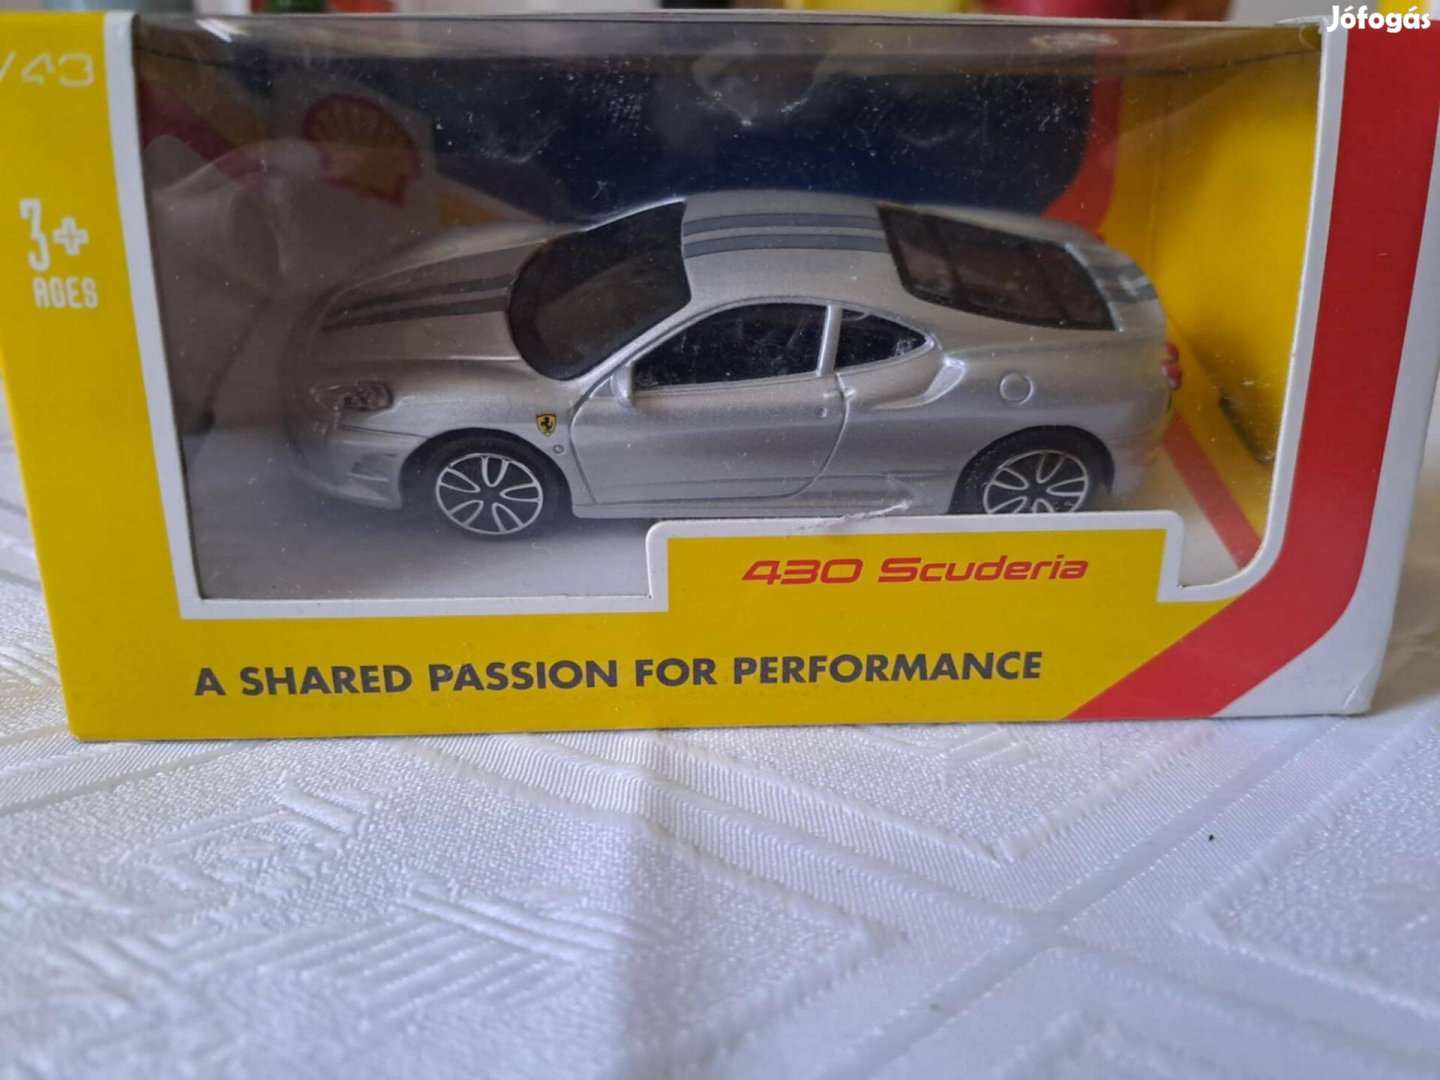 Jófogás
/43
3+
AGES
430 Scuderia
A SHARED PASSION FOR PERFORMANCE